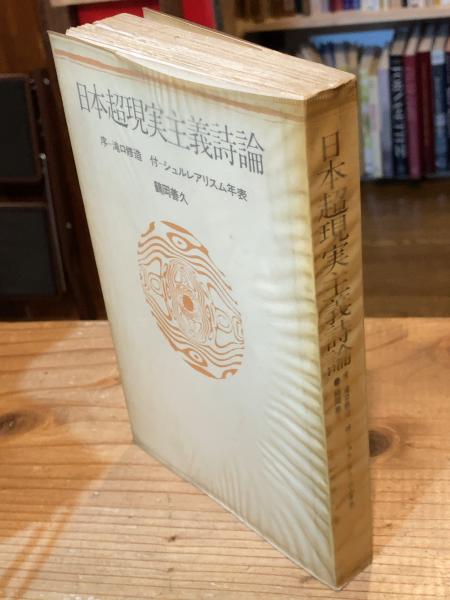 日本超現実主義詩論
序=滝口修造 付=シュルレアリスム年表
鶴岡善久
日本超現実主義詩論